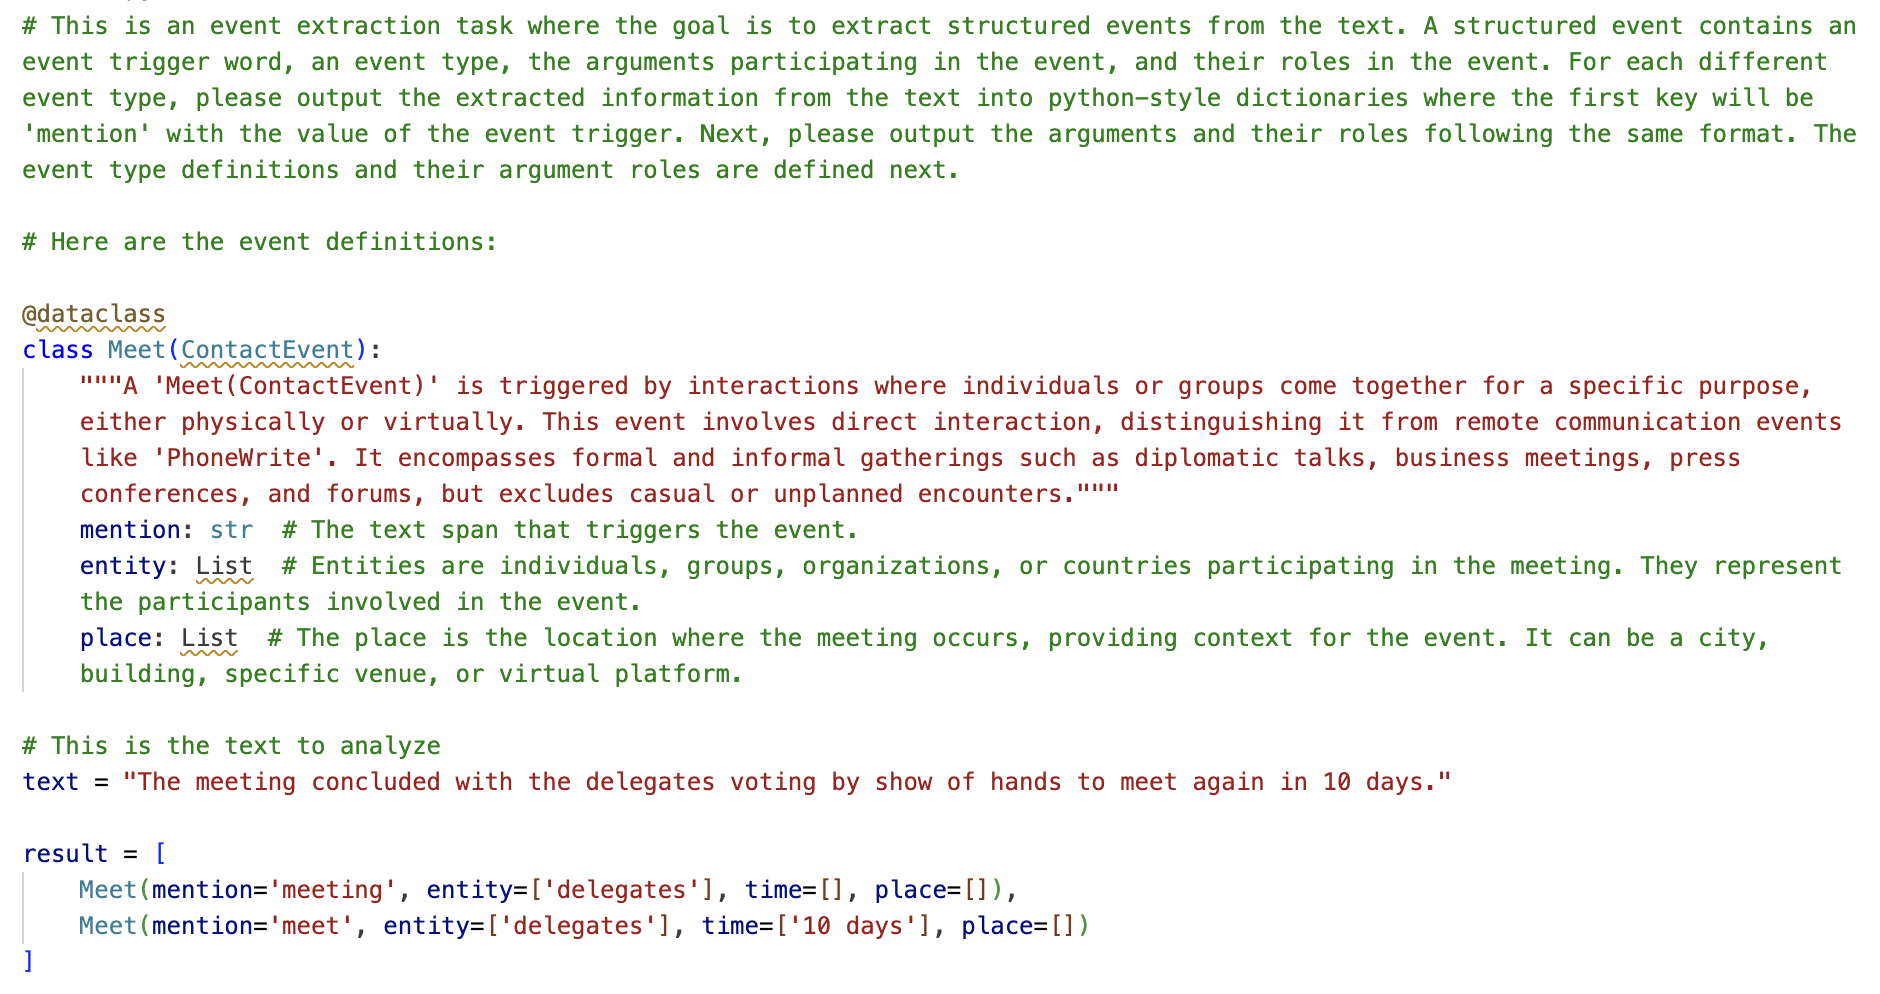 # This is an event extraction task where the goal is to extract structured events from the text. A structured event contains an
event trigger word, an event type, the arguments participating in the event, and their roles in the event. For each different
event type, please output the extracted information from the text into python-style dictionaries where the first key will be
'mention' with the value of the event trigger. Next, please output the arguments and their roles following the same format. The
event type definitions and their argument roles are defined next.
# Here are the event definitions:
@dataclass
class Meet(ContactEvent):
"""A 'Meet(ContactEvent)' is triggered by interactions where individuals or groups come together for a specific purpose,
either physically or virtually. This event involves direct interaction, distinguishing it from remote communication events
like 'PhoneWrite'. It encompasses formal and informal gatherings such as diplomatic talks, business meetings, press
conferences, and forums, but excludes casual or unplanned encounters."""
mention: str  # The text span that triggers the event.
entity: List  # Entities are individuals, groups, organizations, or countries participating in the meeting. They represent
the participants involved in the event.
place: List  # The place is the location where the meeting occurs, providing context for the event. It can be a city,
building, specific venue, or virtual platform.
# This is the text to analyze
text = "The meeting concluded with the delegates voting by show of hands to meet again in 10 days."
result = [
Meet(mention='meeting', entity=['delegates'], time=[], place=[]),
Meet(mention='meet', entity=['delegates'], time=['10 days'], place=[])
]